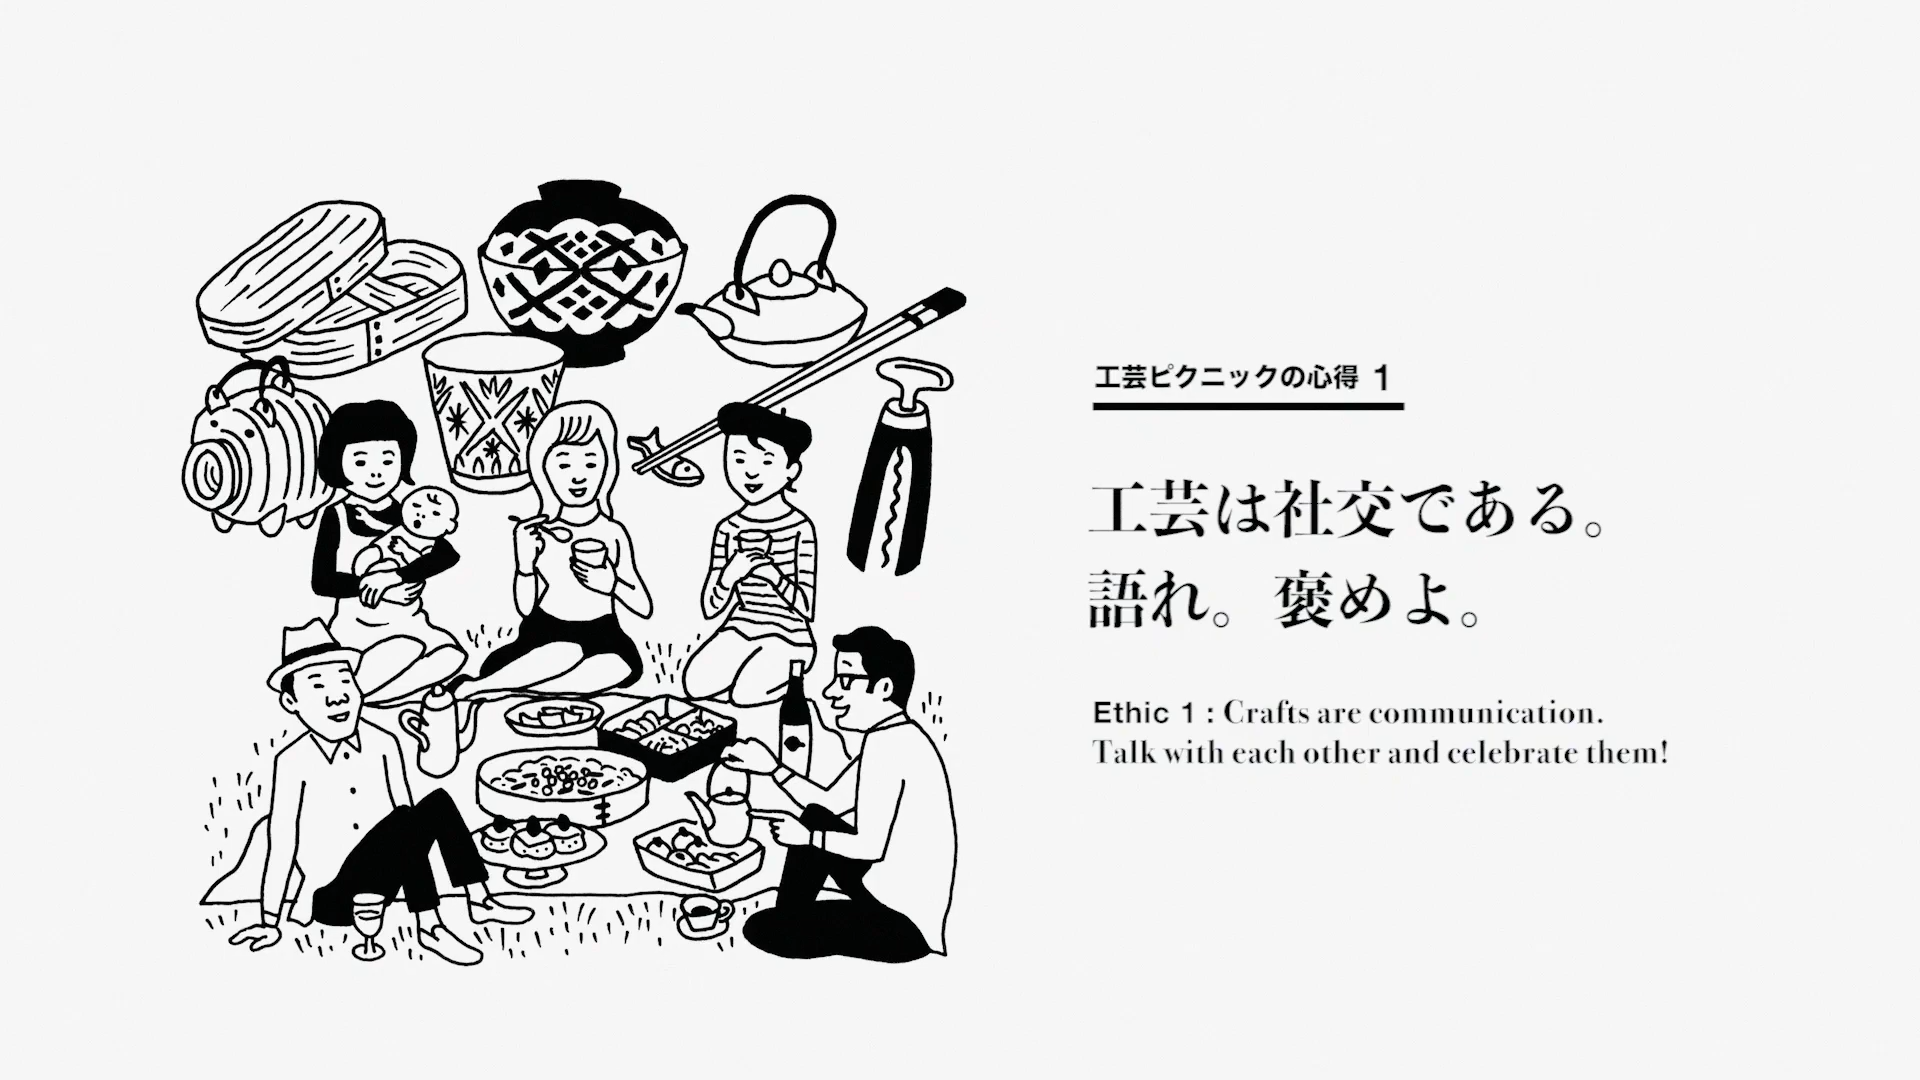 工芸ピクニックの心得 1
工芸は社交である。
語れ。褒めよ。
Ethic 1 : Crafts are communication.
Talk with each other and celebrate them!